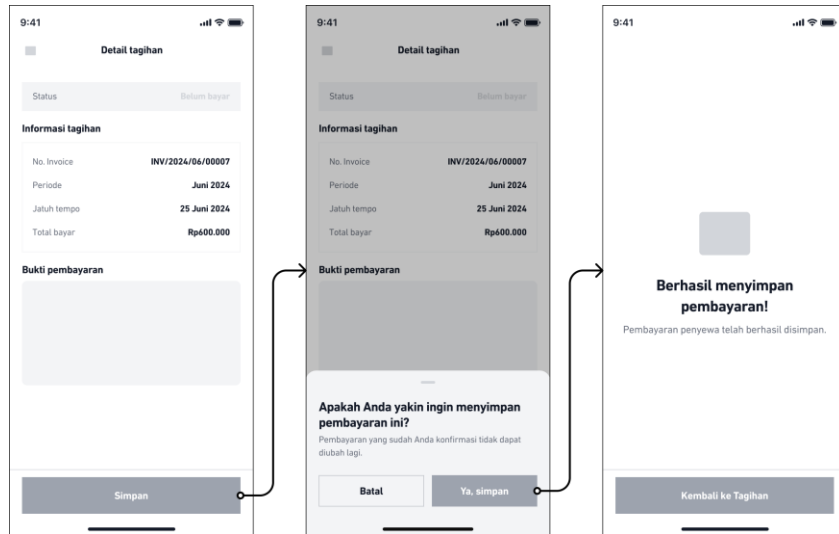 9:41
Detail tagihan
Status Belum bayar
Informasi tagihan
No. Invoice INV/2024/06/00007
Periode Juni 2024
Jatuh tempo 25 Juni 2024
Total bayar Rp600.000
Bukti pembayaran
Simpan
9:41
Detail tagihan
Status Belum bayar
Informasi tagihan
No. Invoice INV/2024/06/00007
Periode Juni 2024
Jatuh tempo 25 Juni 2024
Total bayar Rp600.000
Bukti pembayaran
Apakah Anda yakin ingin menyimpan
pembayaran ini?
Pembayaran yang sudah Anda konfirmasi tidak dapat
diubah lagi.
Batal Ya, simpan
9:41
Berhasil menyimpan
pembayaran!
Pembayaran penyewa telah berhasil disimpan.
Kembali ke Tagihan